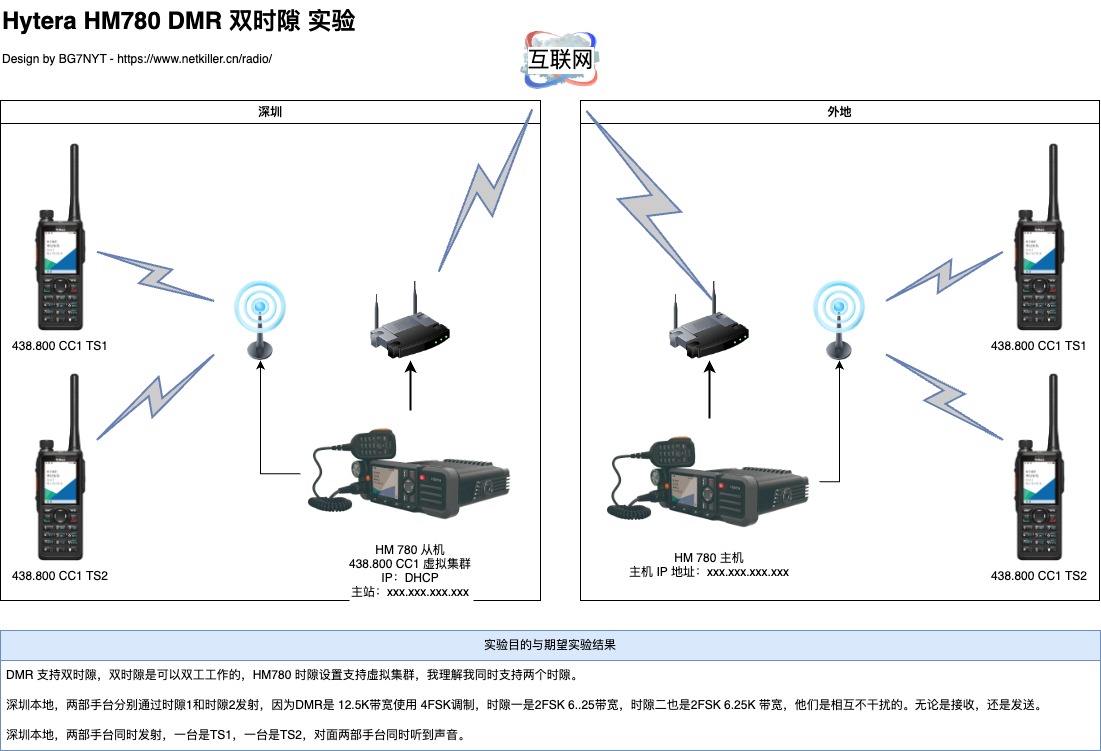 Hytera HM780 DMR 双时隙 实验
Design by BG7NYT - https://www.netkiller.cn/radio/
互联网
深圳
外地
438.800 CC1 TS1
438.800 CC1 TS1
HM 780 从机
438.800 CC1 虚拟集群
IP：DHCP
主站：xxx.xxx.xxx.xxx
HM 780 主机
主机 IP 地址：xxx.xxx.xxx.xxx
438.800 CC1 TS2
438.800 CC1 TS2
实验目的与期望实验结果
DMR 支持双时隙，双时隙是可以双工工作的，HM780 时隙设置支持虚拟集群，我理解我同时支持两个时隙。
深圳本地，两部手台分别通过时隙1和时隙2发射，因为DMR是 12.5K带宽使用 4FSK调制，时隙一是2FSK 6..25带宽，时隙二也是2FSK 6.25K 带宽，他们是相互不干扰的。无论是接收，还是发送。
深圳本地，两部手台同时发射，一台是TS1，一台是TS2，对面两部手台同时听到声音。